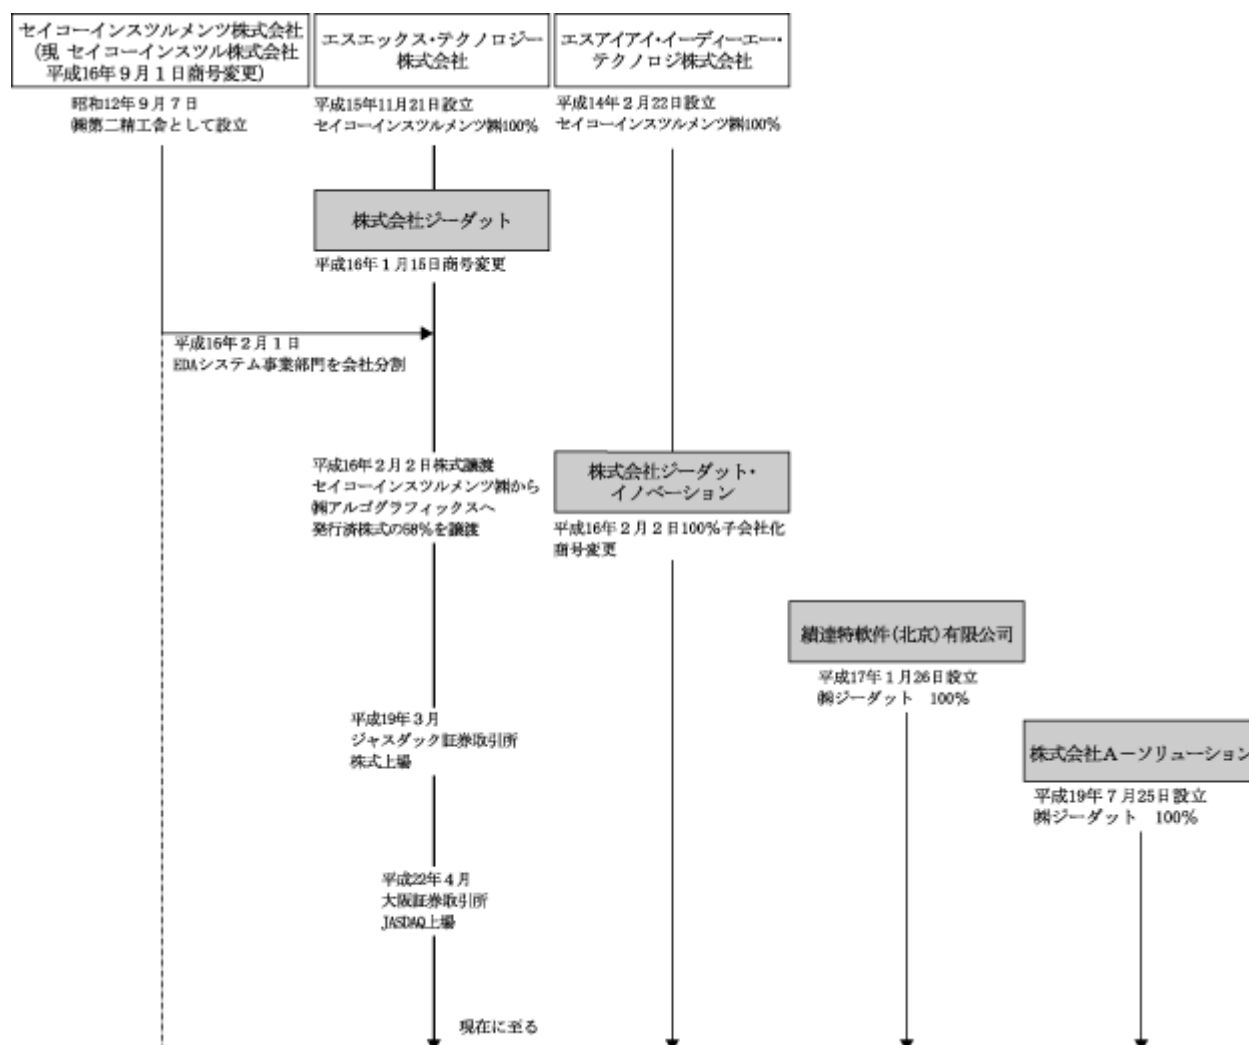 セイコーインスツルメンツ株式会社
(現 セイコーインスツル株式会社
平成16年９月１日商号変更)
昭和12年９月７日
㈱第二精工舎として設立
エスエックス・テクノロジー
株式会社
平成15年11月21日設立
セイコーインスツルメンツ㈱100%
エスアイアイ・イーディーエー・
テクノロジ株式会社
平成14年２月22日設立
セイコーインスツルメンツ㈱100%
株式会社ジーダット
平成16年１月15日商号変更
平成16年２月１日
EDAシステム事業部門を会社分割
平成16年２月２日株式譲渡
セイコーインスツルメンツ㈱から
㈱アルゴグラフィックスへ
発行済株式の68%を譲渡
株式会社ジーダット・
イノベーション
平成16年２月２日100%子会社化
商号変更
績達特軟件(北京)有限公司
平成17年１月26日設立
㈱ジーダット　100%
平成19年３月
ジャスダック証券取引所
株式上場
株式会社A－ソリューション
平成19年７月25日設立
㈱ジーダット　100%
平成22年４月
大阪証券取引所
JASDAQ上場
現在に至る